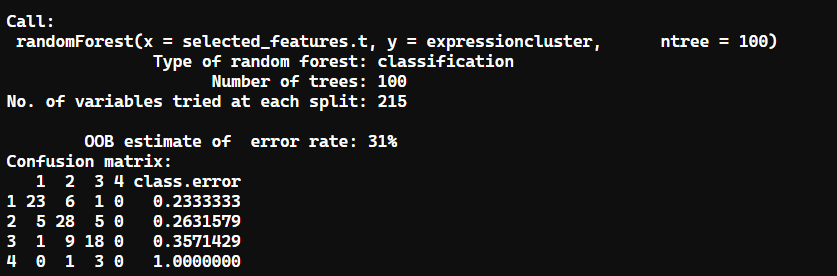 Call:
 randomForest(x = selected_features.t, y = expressioncluster,      ntree = 100)
               Type of random forest: classification
                     Number of trees: 100
No. of variables tried at each split: 215

        OOB estimate of  error rate: 31%
Confusion matrix:
   1  2  3 4 class.error
1 23  6  1 0   0.2333333
2  5 28  5 0   0.2631579
3  1  9 18 0   0.3571429
4  0  1  3 0   1.0000000